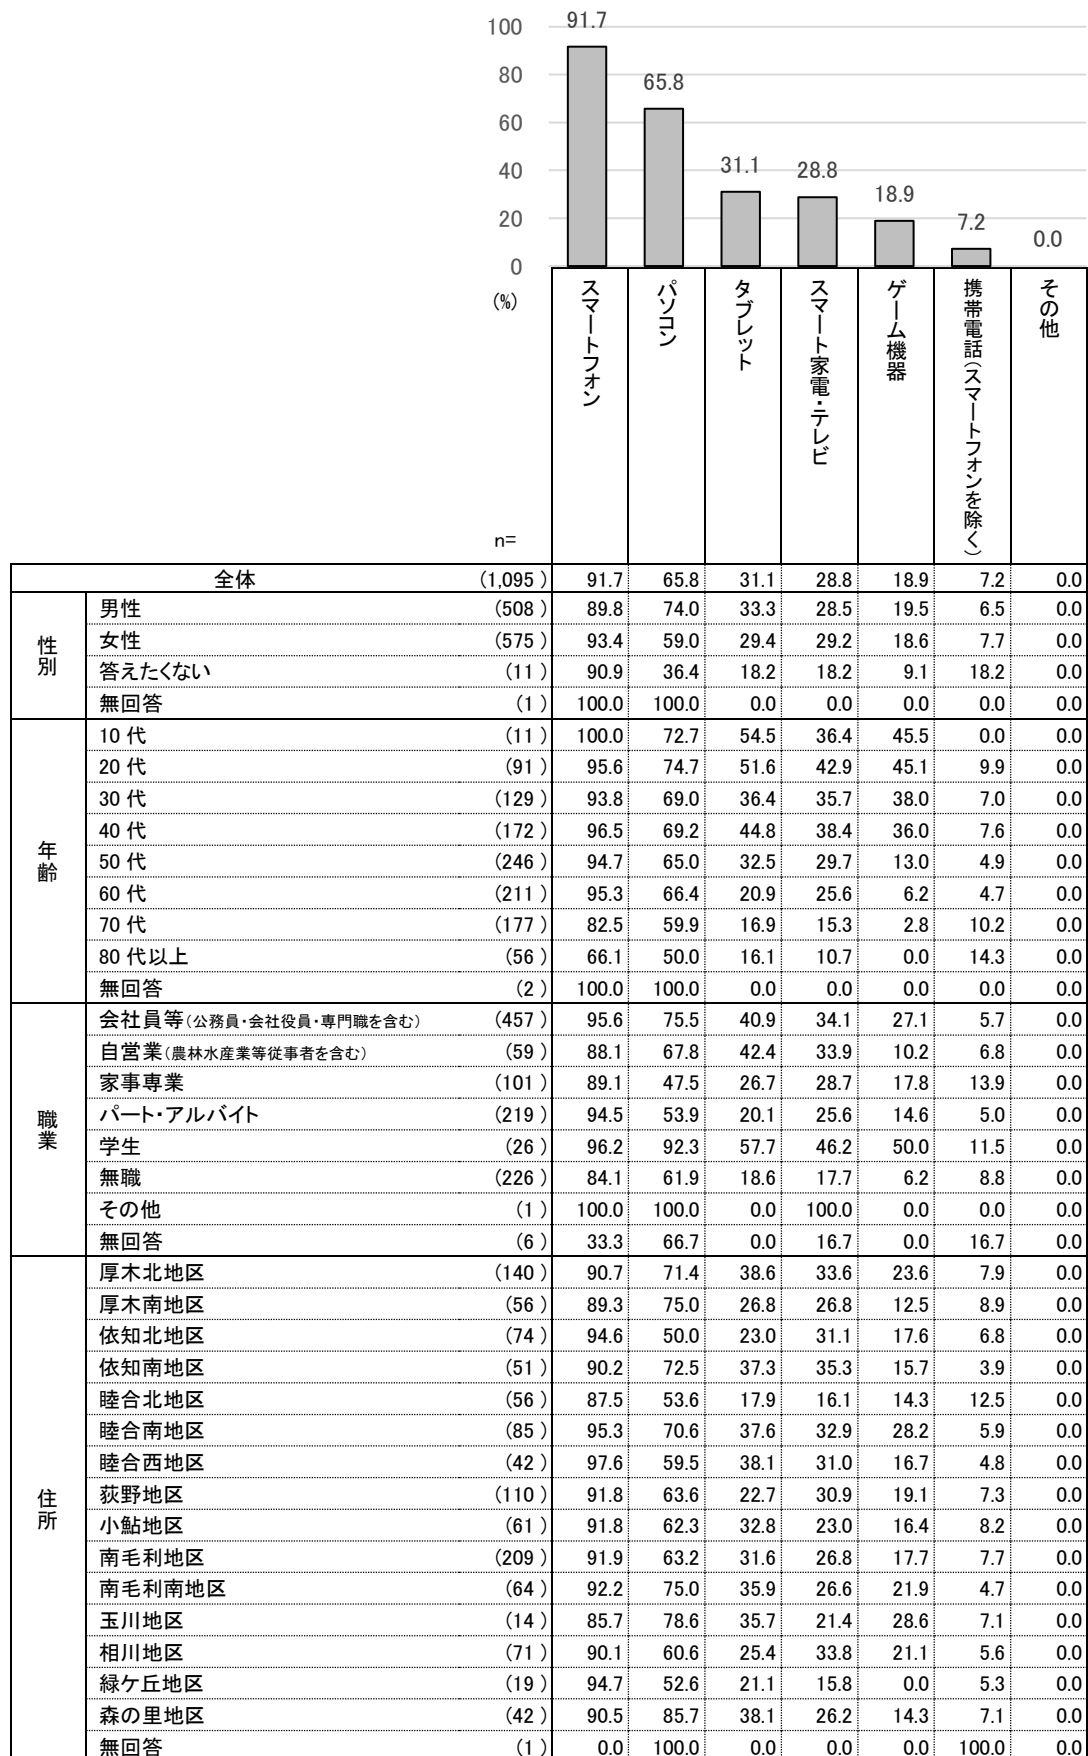 100
80
60
40
20
0
(%)
91.7
65.8
31.1
28.8
18.9
7.2
0.0
スマートフォン
パソコン
タブレット
スマート家電・テレビ
ゲーム機器
携帯電話(スマートフォンを除く)
その他
n=
全体 (1,095) 91.7 65.8 31.1 28.8 18.9 7.2 0.0
性別
男性 (508) 89.8 74.0 33.3 28.5 19.5 6.5 0.0
女性 (575) 93.4 59.0 29.4 29.2 18.6 7.7 0.0
答えたくない (11) 90.9 36.4 18.2 18.2 9.1 18.2 0.0
無回答 (1) 100.0 100.0 0.0 0.0 0.0 0.0 0.0
年齢
10代 (11) 100.0 72.7 54.5 36.4 45.5 0.0 0.0
20代 (91) 95.6 74.7 51.6 42.9 45.1 9.9 0.0
30代 (129) 93.8 69.0 36.4 35.7 38.0 7.0 0.0
40代 (172) 96.5 69.2 44.8 38.4 36.0 7.6 0.0
50代 (246) 94.7 65.0 32.5 29.7 13.0 4.9 0.0
60代 (211) 95.3 66.4 20.9 25.6 6.2 4.7 0.0
70代 (177) 82.5 59.9 16.9 15.3 2.8 10.2 0.0
80代以上 (56) 66.1 50.0 16.1 10.7 0.0 14.3 0.0
無回答 (2) 100.0 100.0 0.0 0.0 0.0 0.0 0.0
職業
会社員等(公務員・会社役員・専門職を含む) (457) 95.6 75.5 40.9 34.1 27.1 5.7 0.0
自営業(農林水産業等従事者を含む) (59) 88.1 67.8 42.4 33.9 10.2 6.8 0.0
家事専業 (101) 89.1 47.5 26.7 28.7 17.8 13.9 0.0
パート・アルバイト (219) 94.5 53.9 20.1 25.6 14.6 5.0 0.0
学生 (26) 96.2 92.3 57.7 46.2 50.0 11.5 0.0
無職 (226) 84.1 61.9 18.6 17.7 6.2 8.8 0.0
その他 (1) 100.0 100.0 0.0 100.0 0.0 0.0 0.0
無回答 (6) 33.3 66.7 0.0 16.7 0.0 16.7 0.0
住所
厚木北地区 (140) 90.7 71.4 38.6 33.6 23.6 7.9 0.0
厚木南地区 (56) 89.3 75.0 26.8 26.8 12.5 8.9 0.0
依知北地区 (74) 94.6 50.0 23.0 31.1 17.6 6.8 0.0
依知南地区 (51) 90.2 72.5 37.3 35.3 15.7 3.9 0.0
睦合北地区 (56) 87.5 53.6 17.9 16.1 14.3 12.5 0.0
睦合南地区 (85) 95.3 70.6 37.6 32.9 28.2 5.9 0.0
睦合西地区 (42) 97.6 59.5 38.1 31.0 16.7 4.8 0.0
荻野地区 (110) 91.8 63.6 22.7 30.9 19.1 7.3 0.0
小鮎地区 (61) 91.8 62.3 32.8 23.0 16.4 8.2 0.0
南毛利地区 (209) 91.9 63.2 31.6 26.8 17.7 7.7 0.0
南毛利南地区 (64) 92.2 75.0 35.9 26.6 21.9 4.7 0.0
玉川地区 (14) 85.7 78.6 35.7 21.4 28.6 7.1 0.0
相川地区 (71) 90.1 60.6 25.4 33.8 21.1 5.6 0.0
緑ケ丘地区 (19) 94.7 52.6 21.1 15.8 0.0 5.3 0.0
森の里地区 (42) 90.5 85.7 38.1 26.2 14.3 7.1 0.0
無回答 (1) 0.0 100.0 0.0 0.0 0.0 100.0 0.0